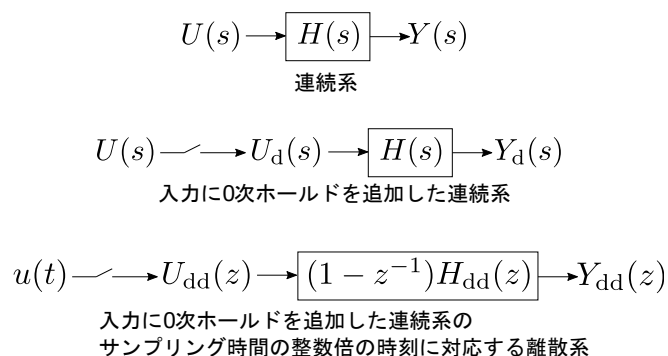 U(s) H(s) Y(s)
連続系
U(s) U_d(s) H(s) Y_d(s)
入力に0次ホールドを追加した連続系
u(t) U_dd(z) (1 − z^{-1})H_dd(z) Y_dd(z)
入力に0次ホールドを追加した連続系の
サンプリング時間の整数倍の時刻に対応する離散系